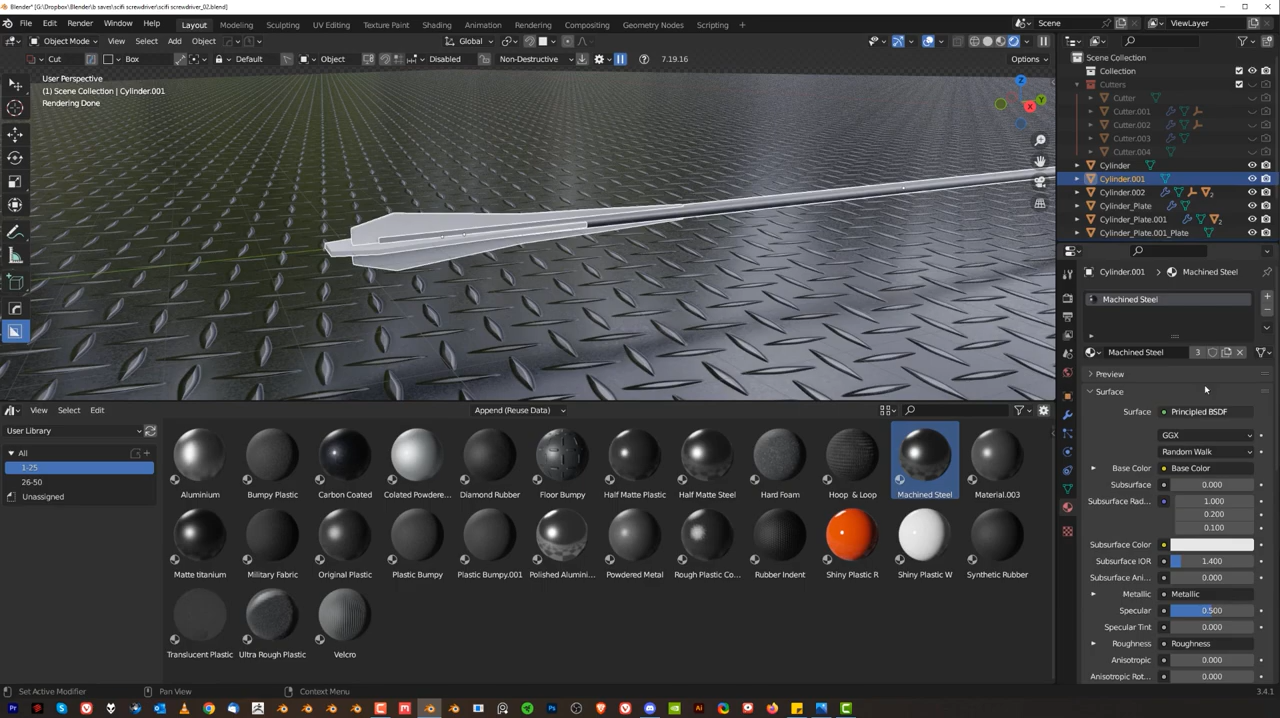 Blender* [G:\Dropbox\Blender\b saves\scifi screwdriver\scifi screwdriver_02.blend]
File Edit Render Window Help Layout Modeling Sculpting UV Editing Texture Paint Shading Animation Rendering Compositing Geometry Nodes Scripting + Scene ViewLayer
Object Mode View Select Add Object Global
Cut Box Default Object Disabled Non-Destructive 7.19.16 Options
User Perspective
(1) Scene Collection | Cylinder.001
Rendering Done
X
Y
Z
Scene Collection
Collection
Cutters
Cutter
Cutter.001
Cutter.002
Cutter.003
Cutter.004
Cylinder
Cylinder.001
Cylinder.002 2
Cylinder_Plate
Cylinder_Plate.001 2
Cylinder_Plate.001_Plate
Cylinder.001 > Machined Steel
Machined Steel
Machined Steel 3
Preview
Surface
Surface Principled BSDF
GGX
Random Walk
Base Color Base Color
Subsurface 0.000
Subsurface Rad... 1.000
0.200
0.100
Subsurface Color
Subsurface IOR 1.400
Subsurface Ani... 0.000
Metallic Metallic
Specular 0.500
Specular Tint 0.000
Roughness Roughness
Anisotropic 0.000
Anisotropic Rot... 0.000
View Select Edit Append (Reuse Data)
User Library
All
1-25
26-50
Unassigned
Aluminium Bumpy Plastic Carbon Coated Colated Powdere... Diamond Rubber Floor Bumpy Half Matte Plastic Half Matte Steel Hard Foam Hoop & Loop Machined Steel Material.003
Matte titanium Military Fabric Original Plastic Plastic Bumpy Plastic Bumpy.001 Polished Alumini... Powdered Metal Rough Plastic Co... Rubber Indent Shiny Plastic R Shiny Plastic W Synthetic Rubber
Translucent Plastic Ultra Rough Plastic Velcro
Set Active Modifier Pan View Context Menu 3.4.1